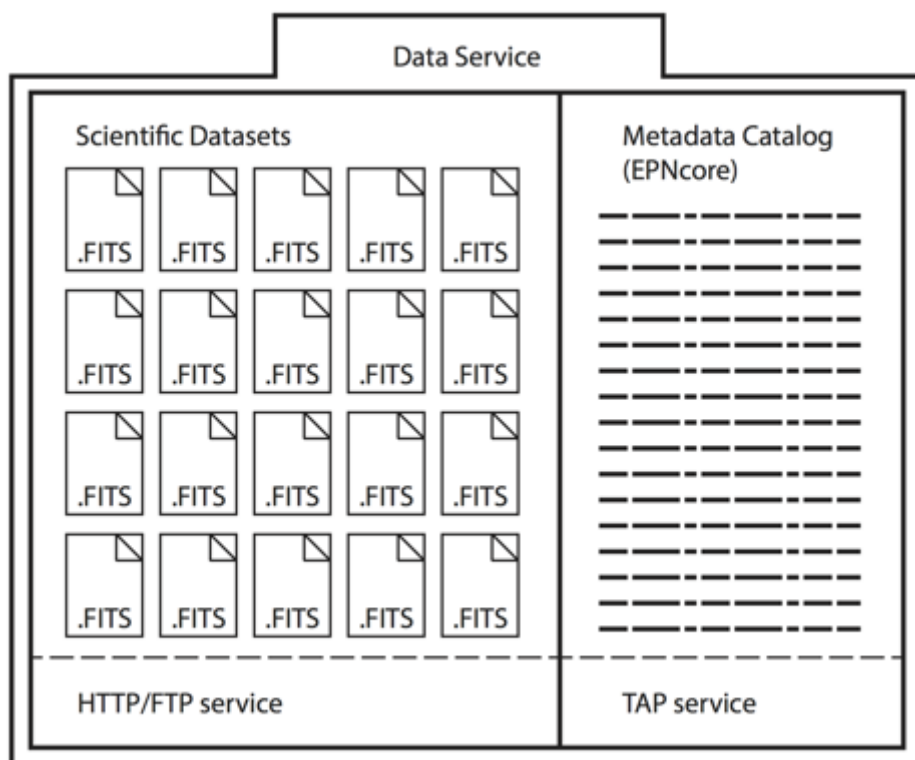 Data Service
Scientific Datasets
Metadata Catalog
(EPNcore)
.FITS .FITS .FITS .FITS .FITS
.FITS .FITS .FITS .FITS .FITS
.FITS .FITS .FITS .FITS .FITS
.FITS .FITS .FITS .FITS .FITS
HTTP/FTP service
TAP service